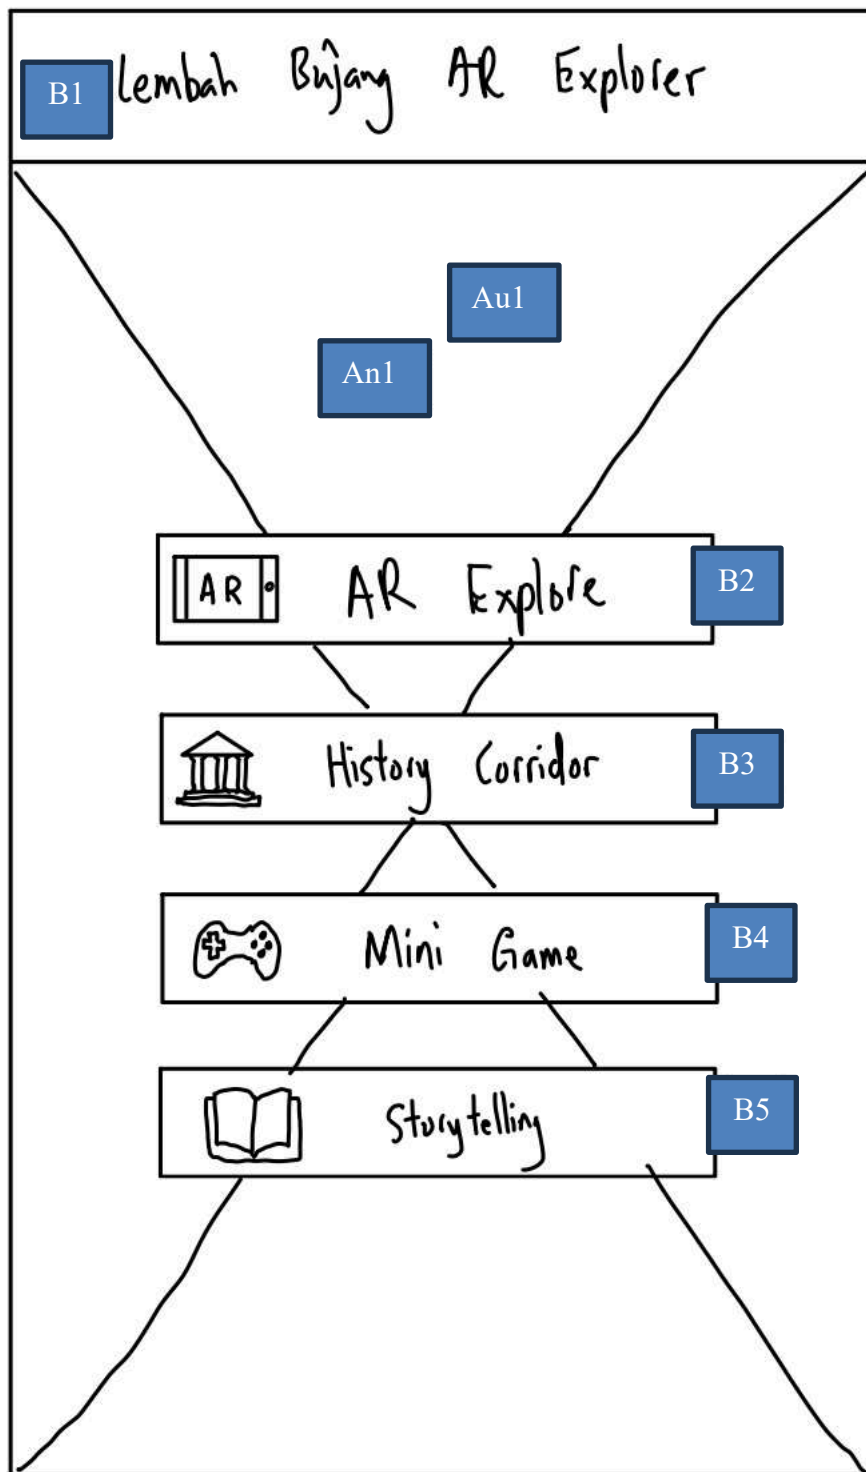 B1 Lembah Bujang AR Explorer
Au1
An1
AR AR Explore B2
History Corridor B3
Mini Game B4
Storytelling B5